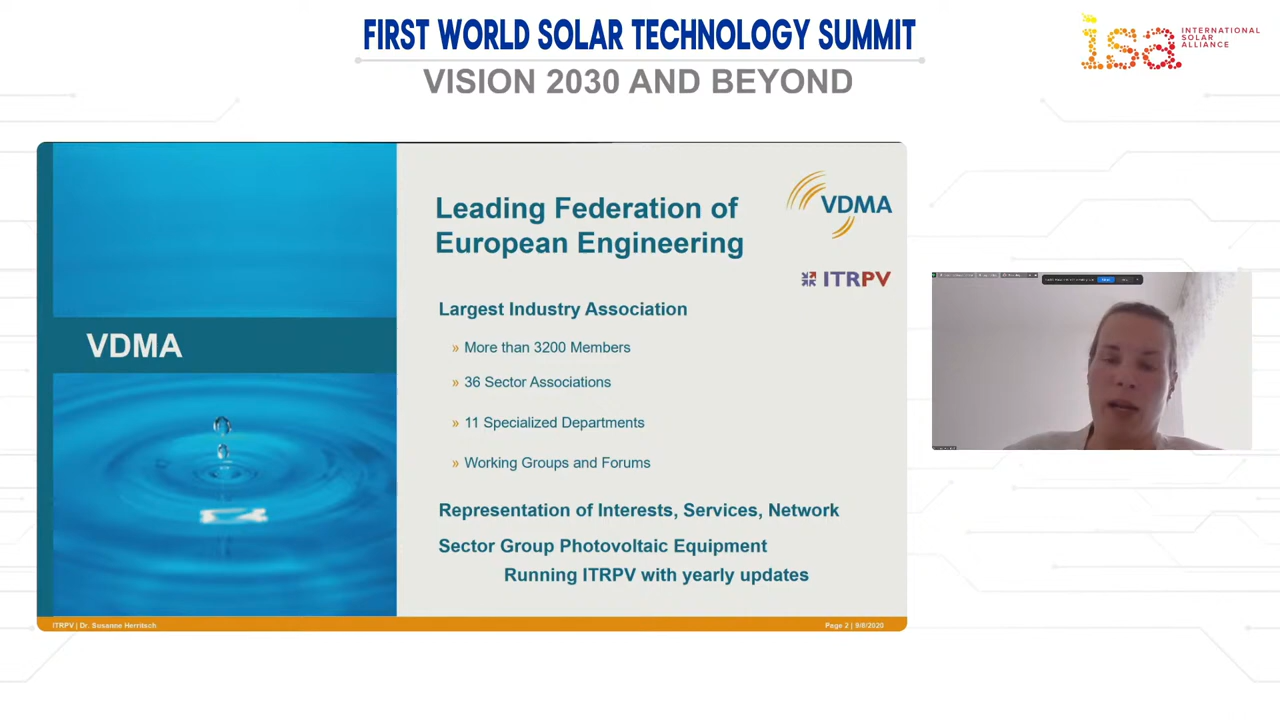 FIRST WORLD SOLAR TECHNOLOGY SUMMIT
VISION 2030 AND BEYOND
isa INTERNATIONAL
SOLAR
ALLIANCE
VDMA
Leading Federation of
European Engineering
VDMA
ITRPV
Largest Industry Association
» More than 3200 Members
» 36 Sector Associations
» 11 Specialized Departments
» Working Groups and Forums
Representation of Interests, Services, Network
Sector Group Photovoltaic Equipment
Running ITRPV with yearly updates
ITRPV | Dr. Susanne Herritsch
Page 2 | 9/8/2020